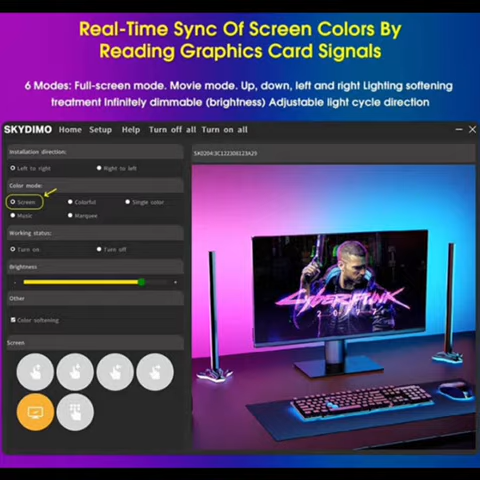 Real-Time Sync Of Screen Colors By
Reading Graphics Card Signals
6 Modes: Full-screen mode. Movie mode. Up, down, left and right Lighting softening
treatment Infinitely dimmable (brightness) Adjustable light cycle direction
SKYDIMO Home Setup Help Turn off all Turn on all
Installation direction:
Left to right Right to left
Color mode:
Screen Colorful Single color
Music Marquee
Working status:
Turn on Turn off
Brightness
- +
Other
Color softening
Screen
CYBERPUNK
2077